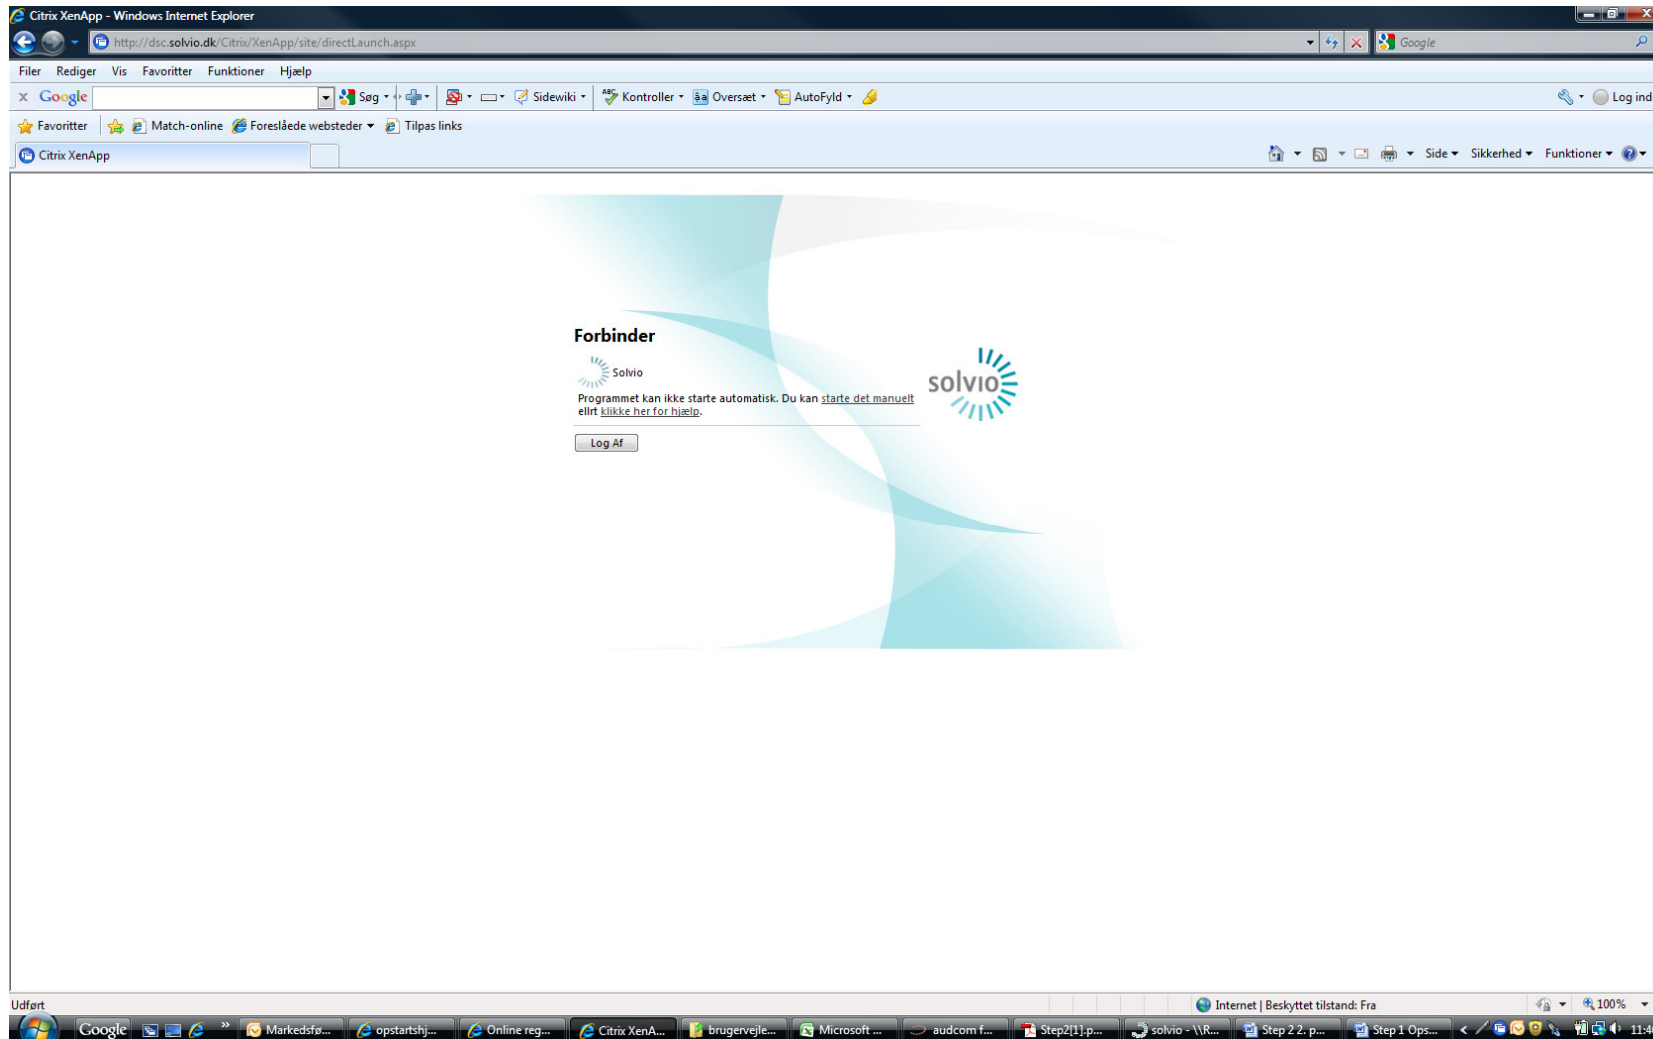 Citrix XenApp - Windows Internet Explorer
http://dsc.solvio.dk/Citrix/XenApp/site/directLaunch.aspx
Google
Filer Rediger Vis Favoritter Funktioner Hjælp
x Google Søg Sidewiki Kontroller Oversæt AutoFyld Log ind
Favoritter Match-online Foreslåede websteder Tilpas links
Citrix XenApp Side Sikkerhed Funktioner
Forbinder
Solvio
solvio
Programmet kan ikke starte automatisk. Du kan starte det manuelt
ellrt klikke her for hjælp.
Log Af
Udført Internet | Beskyttet tilstand: Fra 100%
Google » Markedsfø... opstartshj... Online reg... Citrix XenA... brugervejle... Microsoft ... audcom f... Step2[1].p... solvio - \\R... Step 2 2. p... Step 1 Ops... <